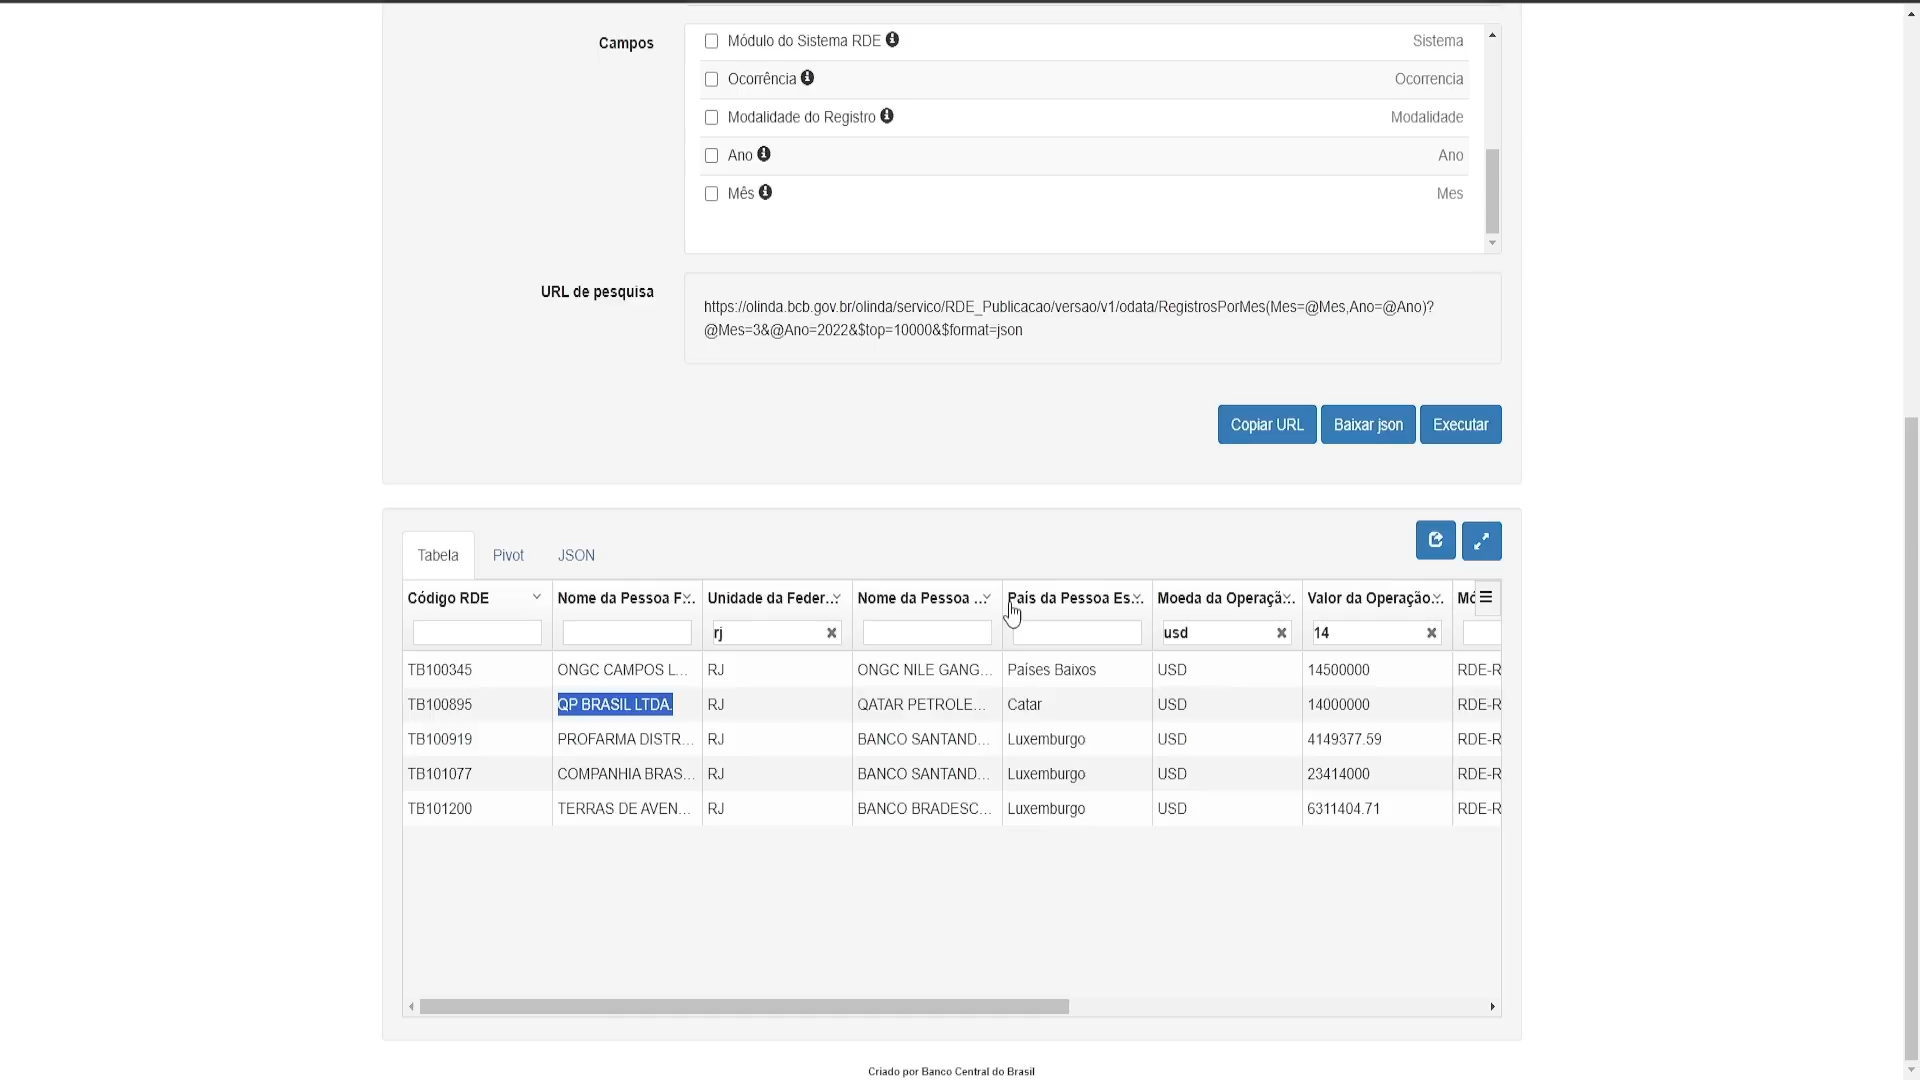 Campos
Módulo do Sistema RDE Sistema
Ocorrência Ocorrencia
Modalidade do Registro Modalidade
Ano Ano
Mês Mes
URL de pesquisa
https://olinda.bcb.gov.br/olinda/servico/RDE_Publicacao/versao/v1/odata/RegistrosPorMes(Mes=@Mes,Ano=@Ano)?
@Mes=3&@Ano=2022&$top=10000&$format=json
Copiar URL Baixar json Executar
Tabela Pivot JSON
Código RDE Nome da Pessoa F... Unidade da Feder... Nome da Pessoa ... País da Pessoa Es... Moeda da Operaçã... Valor da Operação... Mó
rj usd 14
TB100345 ONGC CAMPOS L... RJ ONGC NILE GANG... Países Baixos USD 14500000 RDE-R
TB100895 QP BRASIL LTDA. RJ QATAR PETROLE... Catar USD 14000000 RDE-R
TB100919 PROFARMA DISTR... RJ BANCO SANTAND... Luxemburgo USD 4149377.59 RDE-R
TB101077 COMPANHIA BRAS... RJ BANCO SANTAND... Luxemburgo USD 23414000 RDE-R
TB101200 TERRAS DE AVEN... RJ BANCO BRADESC... Luxemburgo USD 6311404.71 RDE-R
Criado por Banco Central do Brasil